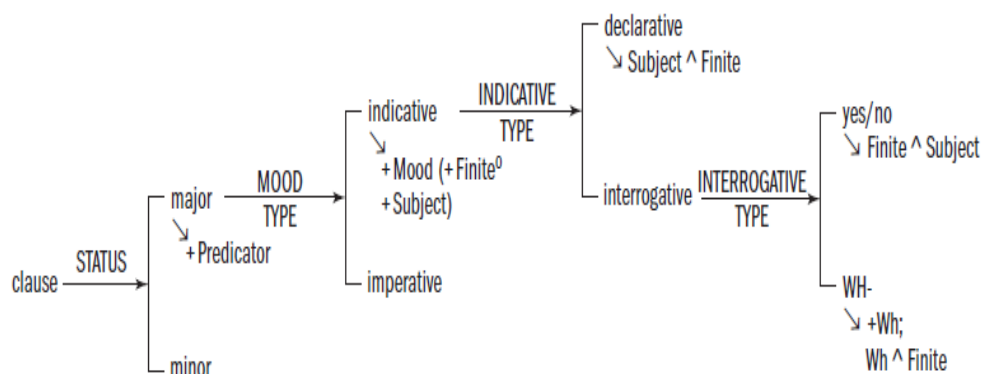 declarative
↘ Subject ^ Finite
INDICATIVE
TYPE
indicative
↘
+ Mood (+ Finite⁰
+ Subject)
yes/no
↘ Finite ^ Subject
interrogative
INTERROGATIVE
TYPE
MOOD
TYPE
major
↘
+ Predicator
STATUS
clause
imperative
WH-
↘ +Wh;
Wh ^ Finite
minor